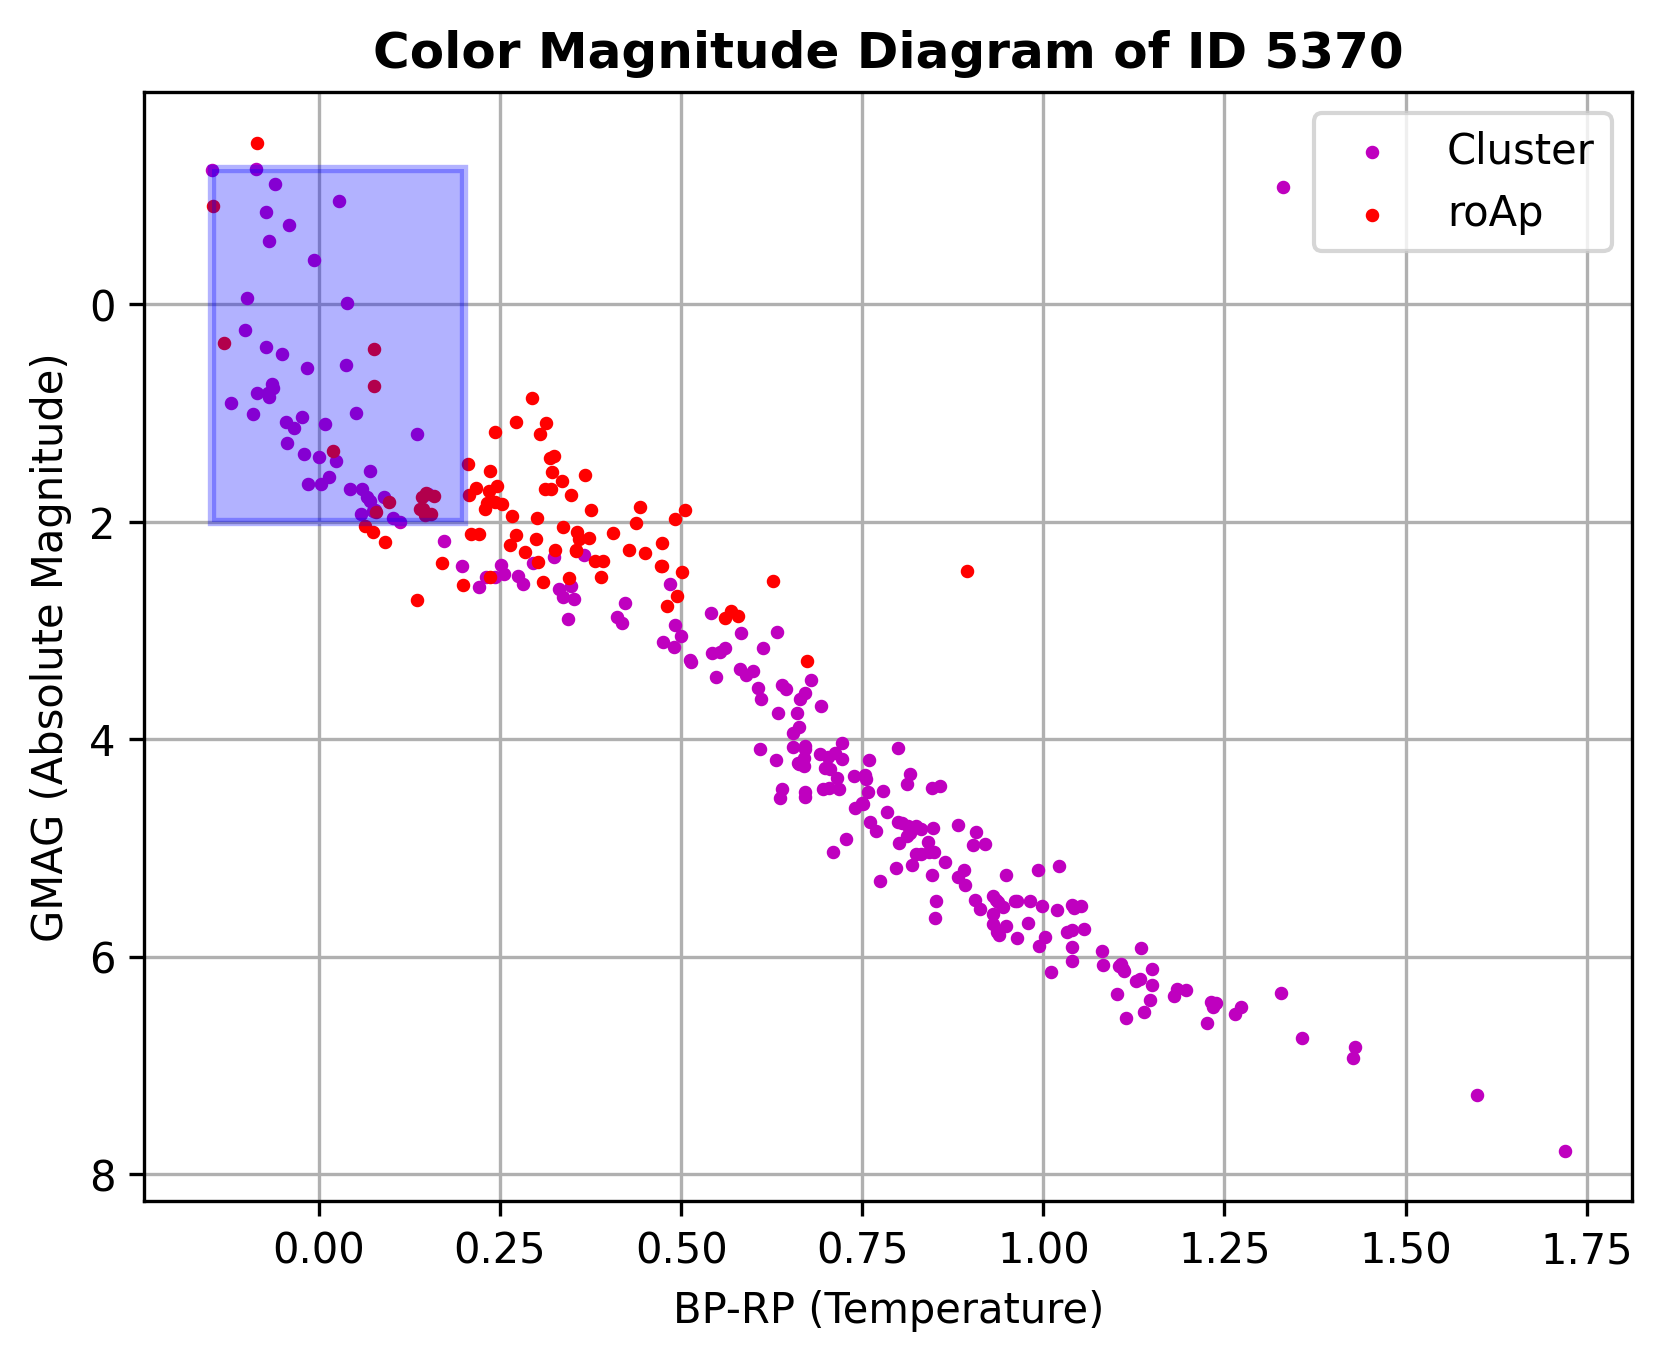 Color Magnitude Diagram of ID 5370
Cluster
roAp
GMAG (Absolute Magnitude)
0
2
4
6
8
0.00 0.25 0.50 0.75 1.00 1.25 1.50 1.75
BP-RP (Temperature)